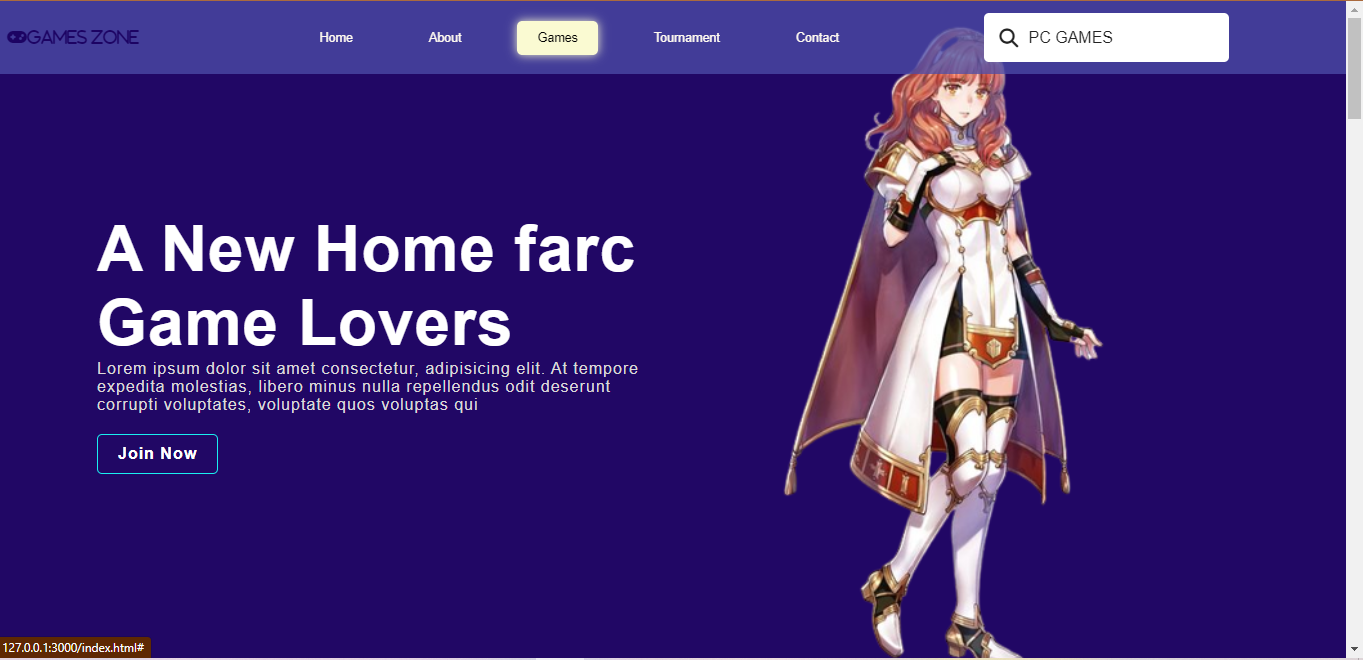 GAMES ZONE
Home
About
Games
Tournament
Contact
PC GAMES
A New Home farc
Game Lovers
Lorem ipsum dolor sit amet consectetur, adipisicing elit. At tempore
expedita molestias, libero minus nulla repellendus odit deserunt
corrupti voluptates, voluptate quos voluptas qui
Join Now
127.0.0.1:3000/index.html#